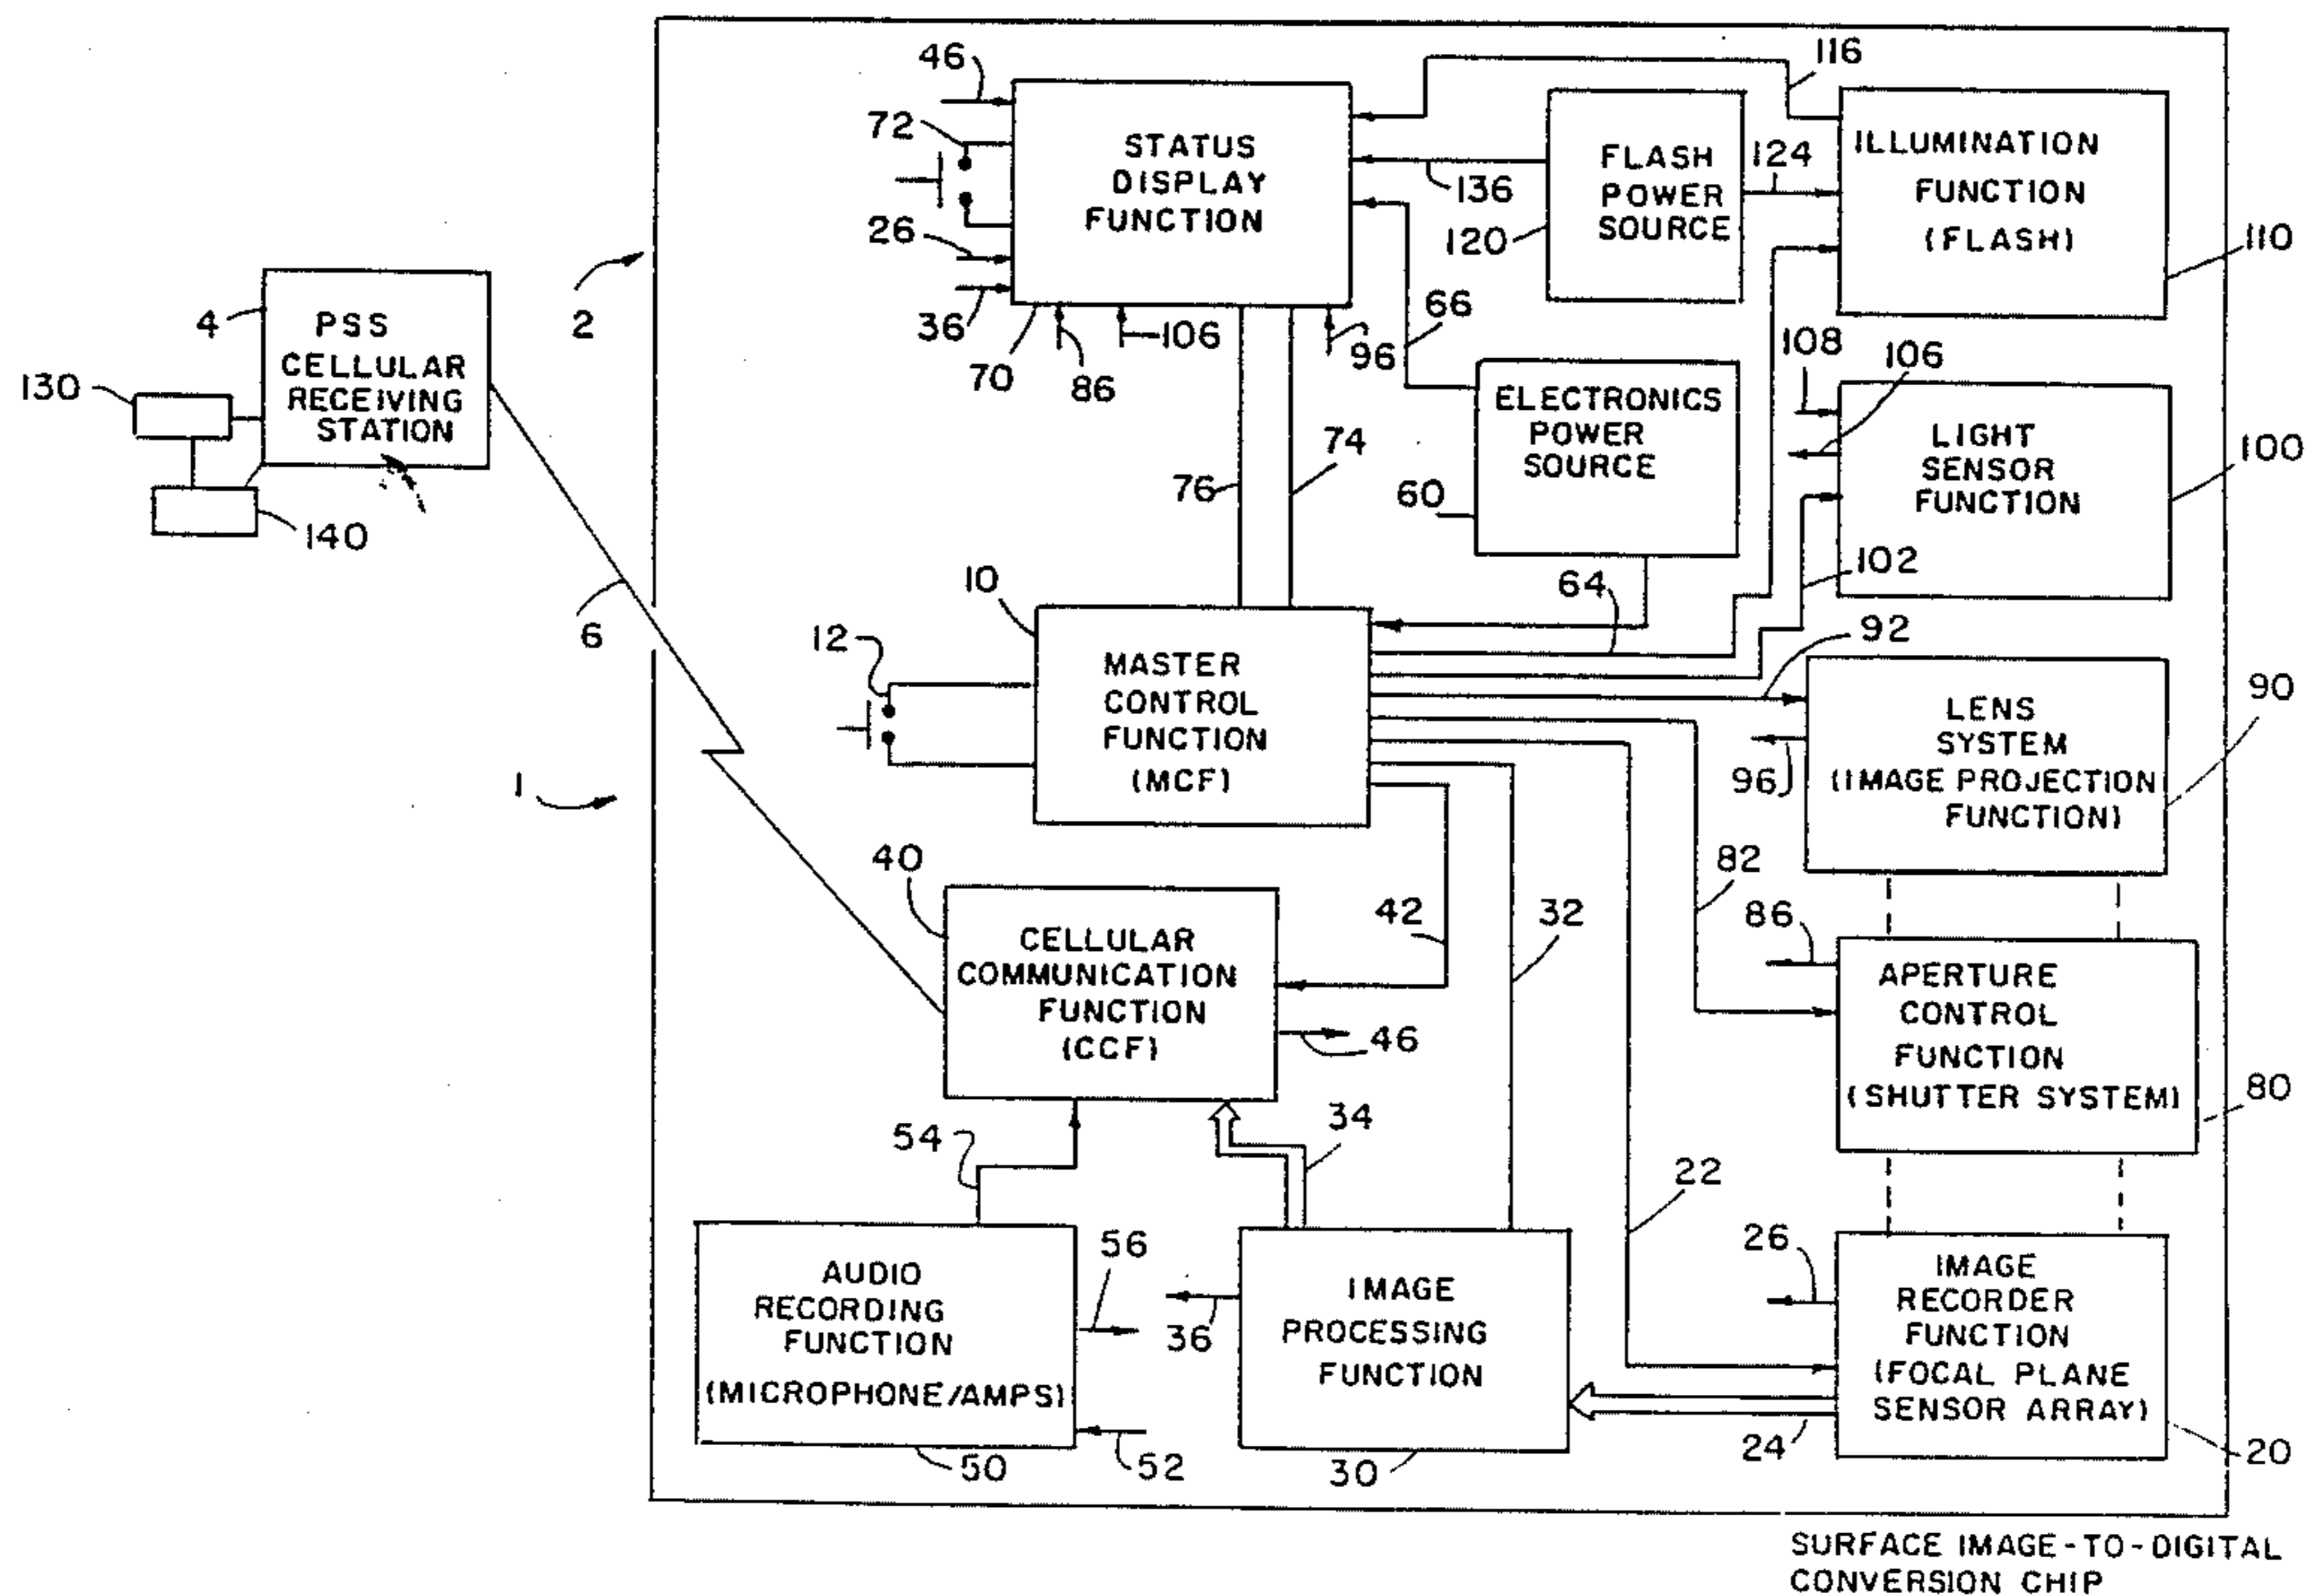 46
72
26
36
70
86
106
96
STATUS
DISPLAY
FUNCTION
116
136
66
FLASH
POWER
SOURCE
120
124
ILLUMINATION
FUNCTION
(FLASH)
110
2
4
PSS
CELLULAR
RECEIVING
STATION
130
140
6
1
76
74
ELECTRONICS
POWER
SOURCE
60
64
108
106
LIGHT
SENSOR
FUNCTION
100
102
10
12
MASTER
CONTROL
FUNCTION
(MCF)
92
LENS
SYSTEM
(IMAGE PROJECTION
FUNCTION)
90
96
82
40
CELLULAR
COMMUNICATION
FUNCTION
(CCF)
42
46
32
86
APERTURE
CONTROL
FUNCTION
(SHUTTER SYSTEM)
80
54
34
22
AUDIO
RECORDING
FUNCTION
(MICROPHONE/AMPS)
50
56
52
36
IMAGE
PROCESSING
FUNCTION
30
26
IMAGE
RECORDER
FUNCTION
(FOCAL PLANE
SENSOR ARRAY)
24
20
SURFACE IMAGE-TO-DIGITAL
CONVERSION CHIP